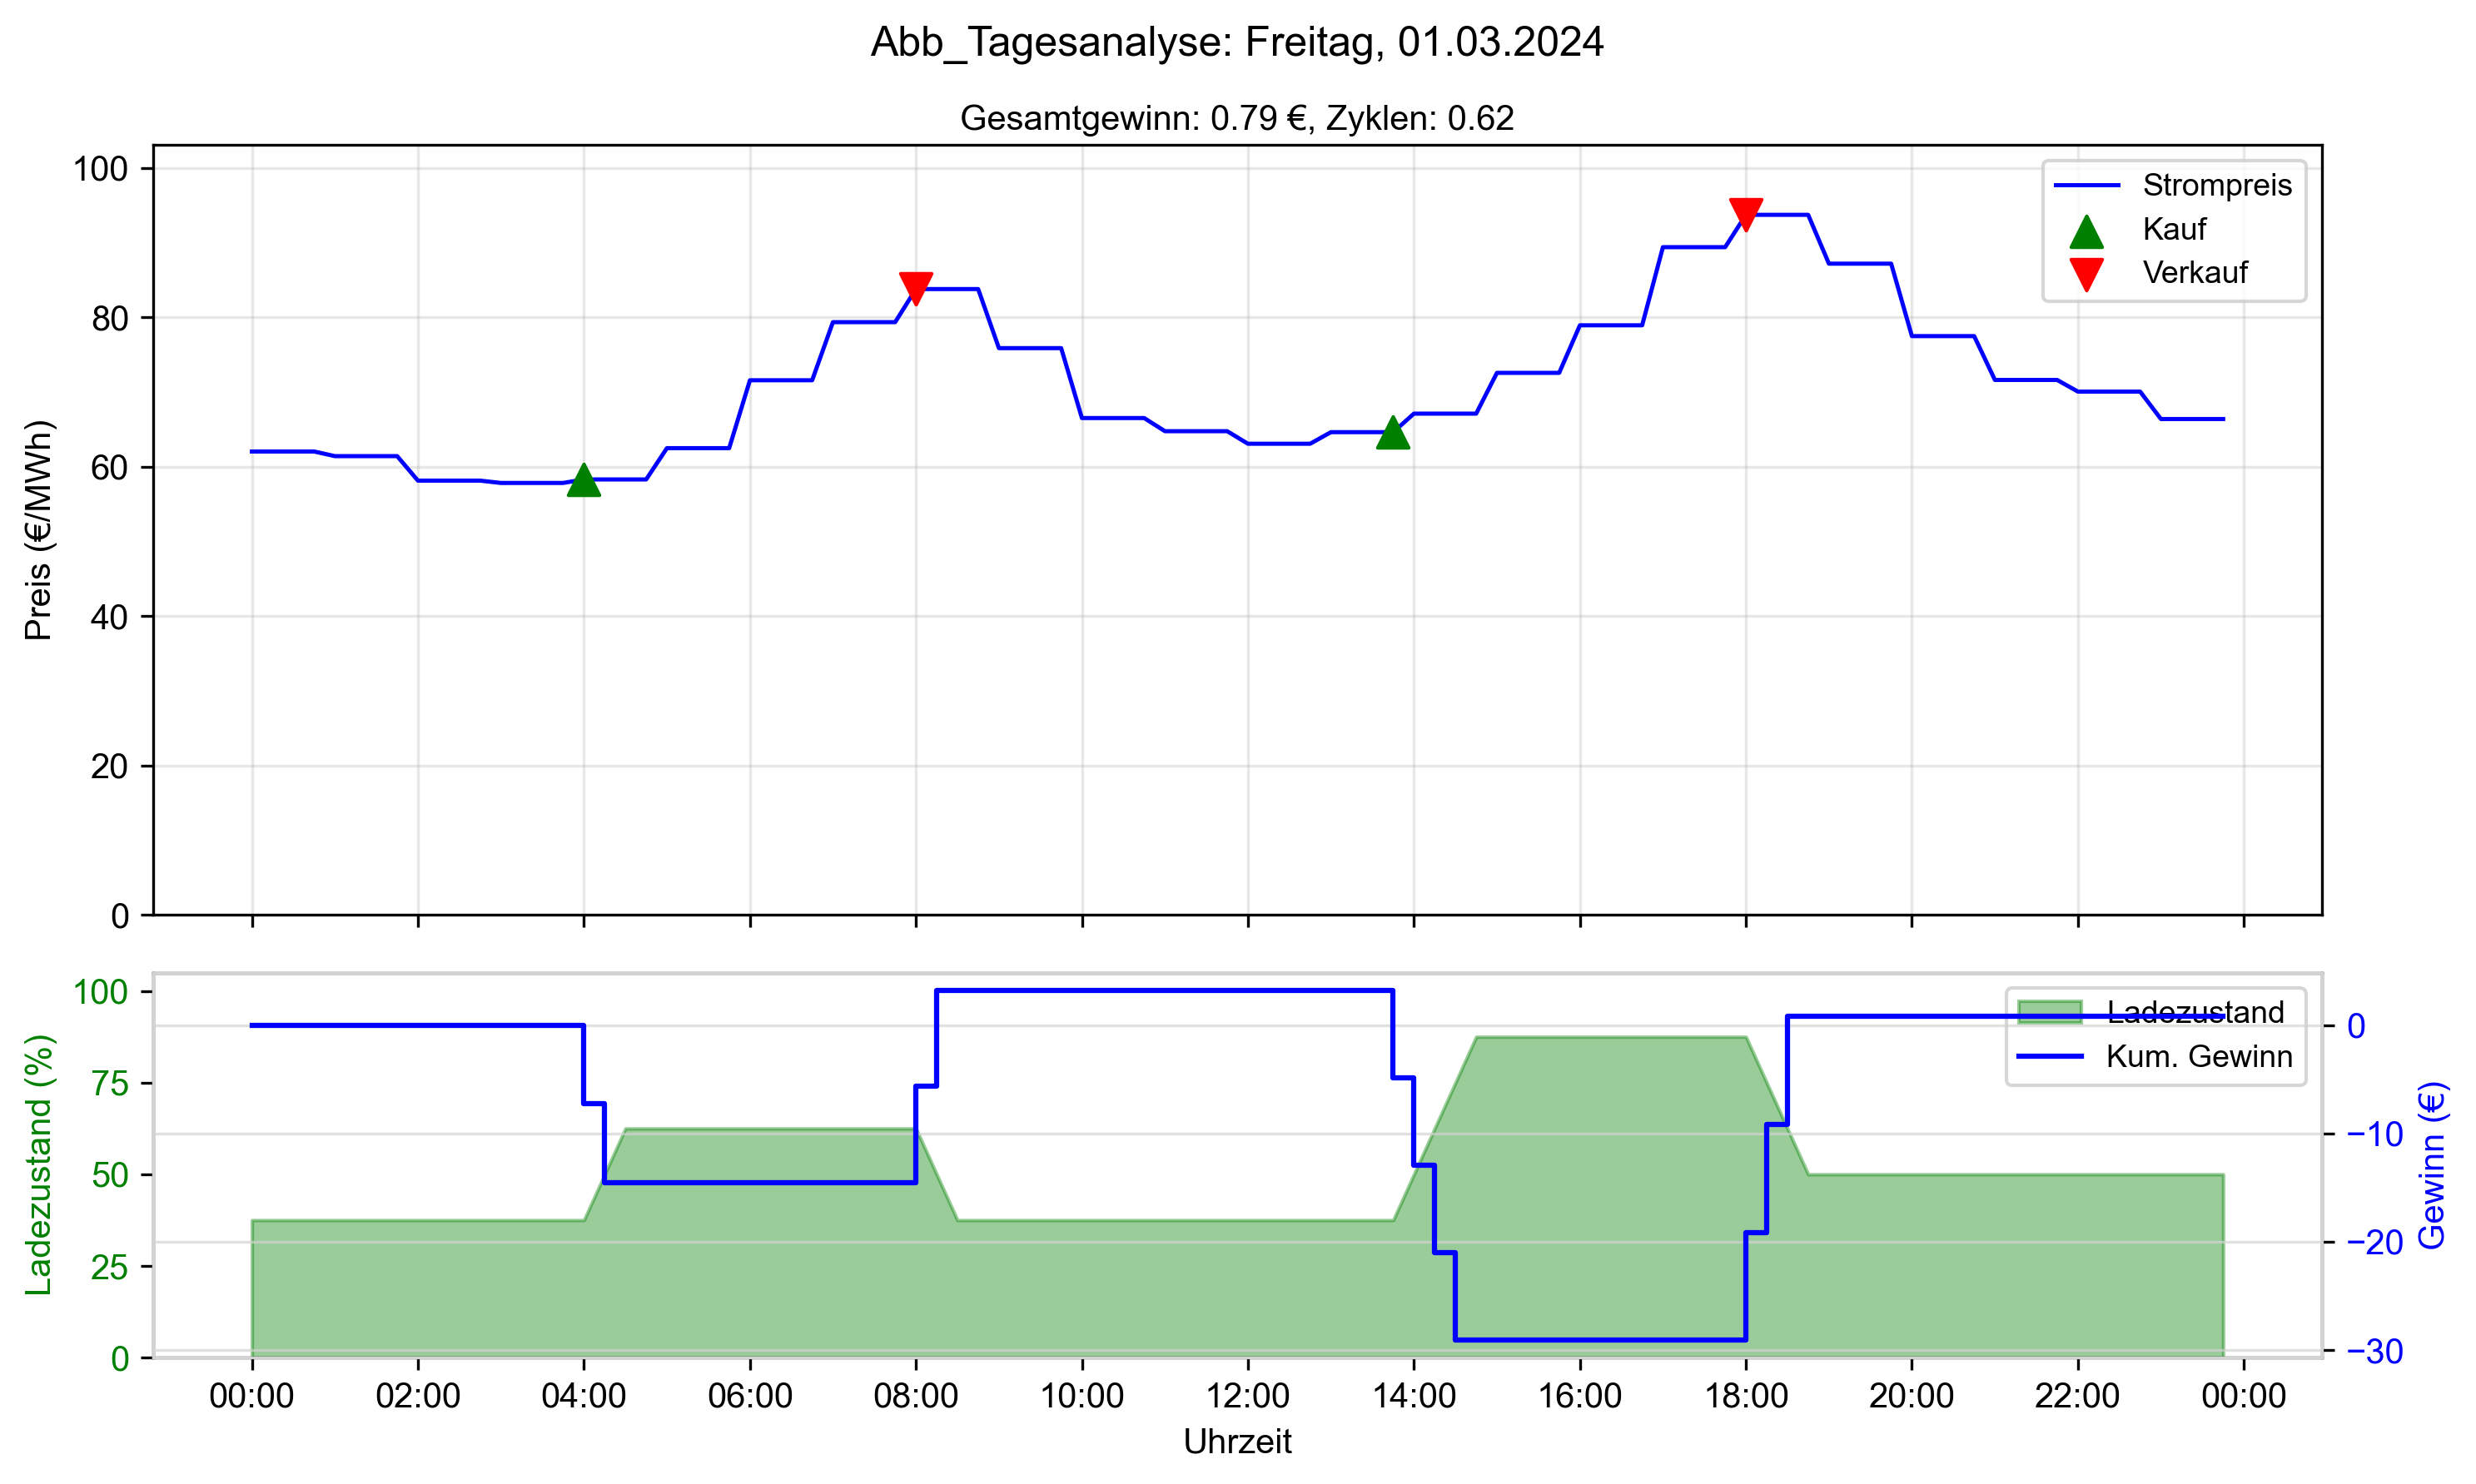 Abb_Tagesanalyse: Freitag, 01.03.2024
Gesamtgewinn: 0.79 €, Zyklen: 0.62
Preis (€/MWh)
100
80
60
40
20
0
Strompreis
Kauf
Verkauf
Ladezustand (%)
100
75
50
25
0
Ladezustand
Kum. Gewinn
0
−10
−20
−30
Gewinn (€)
00:00 02:00 04:00 06:00 08:00 10:00 12:00 14:00 16:00 18:00 20:00 22:00 00:00
Uhrzeit